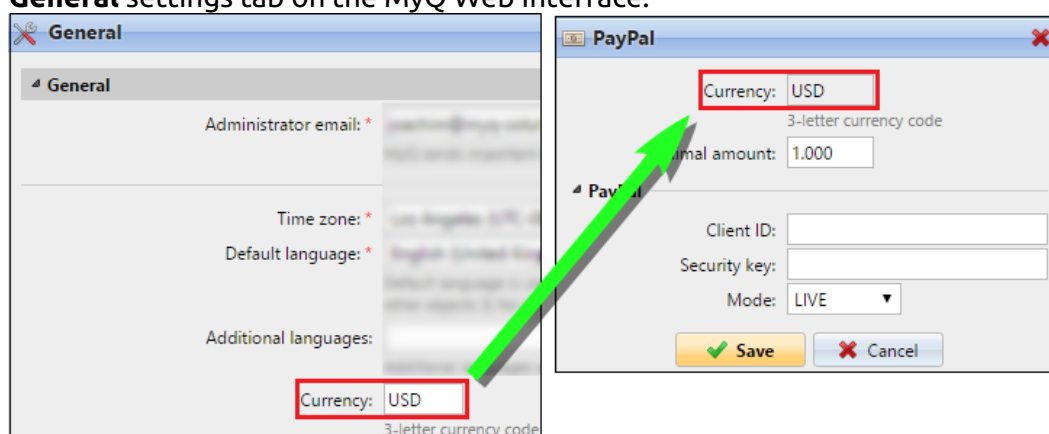 General settings tab on the MyQ Web Interface.
General
General
Administrator email: *
Time zone: *
Default language: *
Additional languages:
Currency: USD
3-letter currency code
PayPal
Currency: USD
3-letter currency code
imal amount: 1.000
PayPal
Client ID:
Security key:
Mode: LIVE
Save Cancel